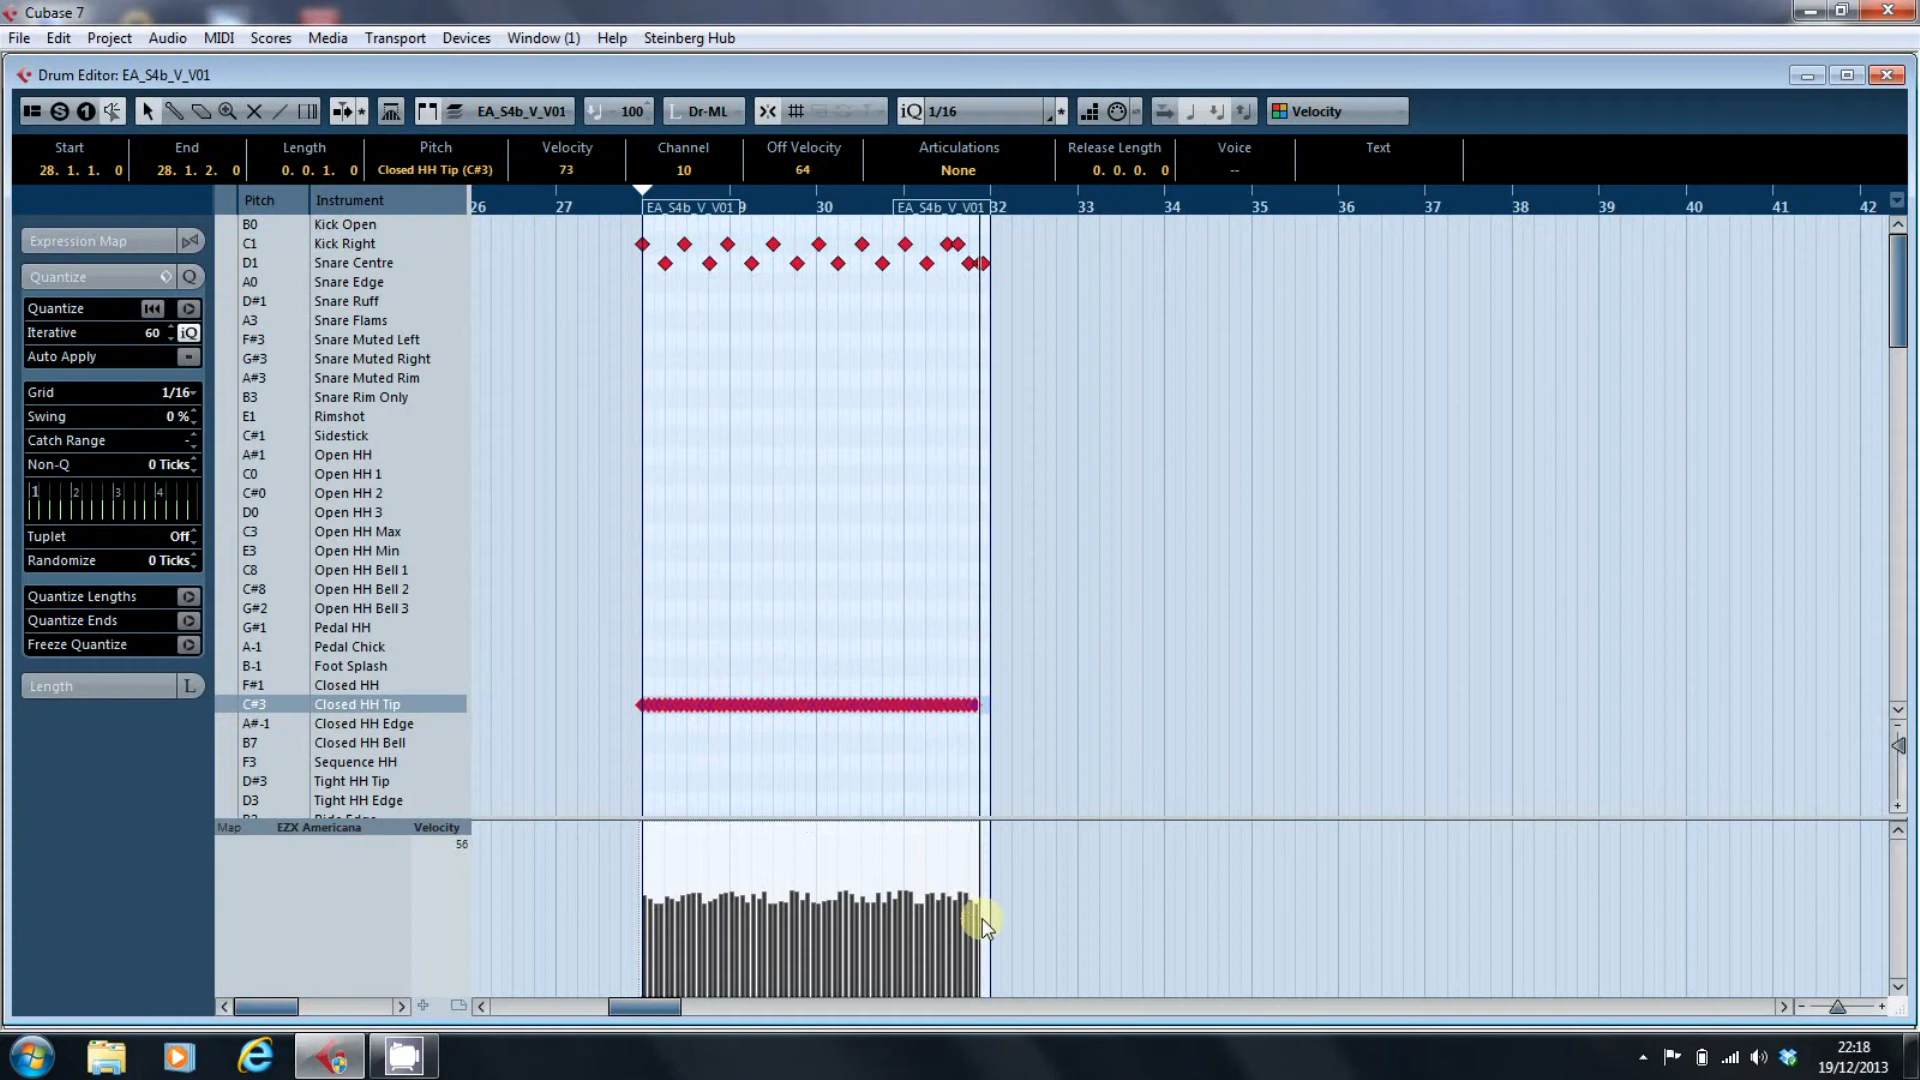 Cubase 7
File Edit Project Audio MIDI Scores Media Transport Devices Window (1) Help Steinberg Hub
Drum Editor: EA_S4b_V_V01
EA_S4b_V_V01 100 L Dr-ML iQ 1/16 Velocity
Start End Length Pitch Velocity Channel Off Velocity Articulations Release Length Voice Text
28. 1. 1. 0 28. 1. 2. 0 0. 0. 1. 0 Closed HH Tip (C#3) 73 10 64 None 0. 0. 0. 0 --
Pitch Instrument 26 27 EA_S4b_V_V01 9 30 EA_S4b_V_V01 32 33 34 35 36 37 38 39 40 41 42
Expression Map
Quantize Q
Quantize
Iterative 60 iQ
Auto Apply
Grid 1/16
Swing 0 %
Catch Range -
Non-Q 0 Ticks
1 2 3 4
Tuplet Off
Randomize 0 Ticks
Quantize Lengths
Quantize Ends
Freeze Quantize
Length L
B0 Kick Open
C1 Kick Right
D1 Snare Centre
A0 Snare Edge
D#1 Snare Ruff
A3 Snare Flams
F#3 Snare Muted Left
G#3 Snare Muted Right
A#3 Snare Muted Rim
B3 Snare Rim Only
E1 Rimshot
C#1 Sidestick
A#1 Open HH
C0 Open HH 1
C#0 Open HH 2
D0 Open HH 3
C3 Open HH Max
E3 Open HH Min
C8 Open HH Bell 1
C#8 Open HH Bell 2
G#2 Open HH Bell 3
G#1 Pedal HH
A-1 Pedal Chick
B-1 Foot Splash
F#1 Closed HH
C#3 Closed HH Tip
A#-1 Closed HH Edge
B7 Closed HH Bell
F3 Sequence HH
D#3 Tight HH Tip
D3 Tight HH Edge
Map EZX Americana Velocity
56
22:18
19/12/2013